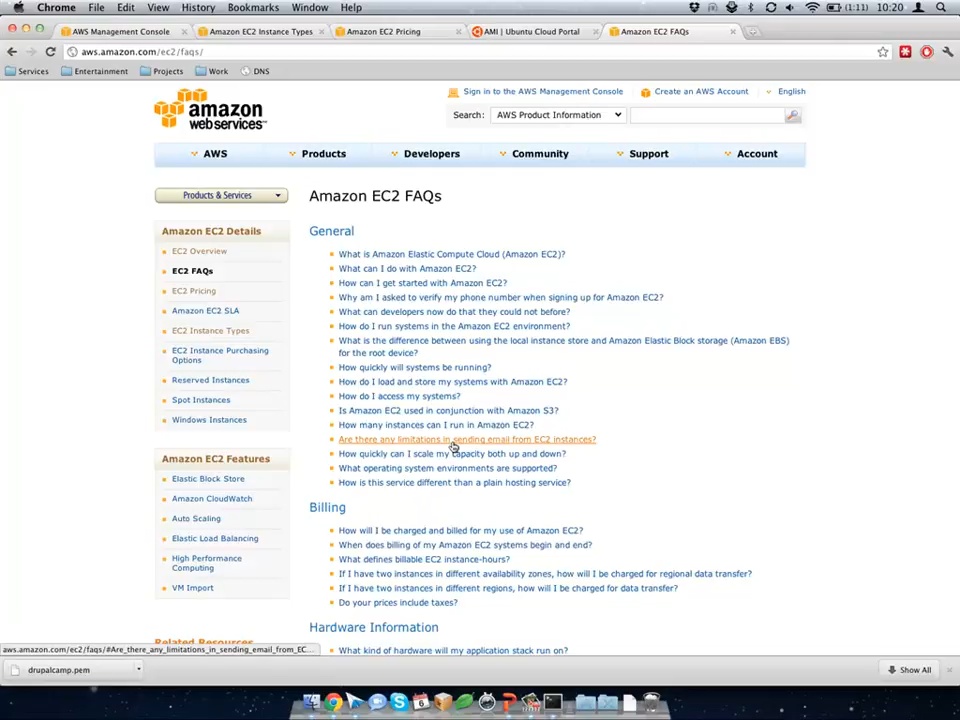 Chrome File Edit View History Bookmarks Window Help (1:11) 10:20
AWS Management Console Amazon EC2 Instance Types Amazon EC2 Pricing AMI | Ubuntu Cloud Portal Amazon EC2 FAQs
aws.amazon.com/ec2/faqs/
Services Entertainment Projects Work DNS
Sign in to the AWS Management Console Create an AWS Account English
amazon
web services™
Search: AWS Product Information
AWS Products Developers Community Support Account
Products & Services
Amazon EC2 Details
EC2 Overview
EC2 FAQs
EC2 Pricing
Amazon EC2 SLA
EC2 Instance Types
EC2 Instance Purchasing
Options
Reserved Instances
Spot Instances
Windows Instances
Amazon EC2 Features
Elastic Block Store
Amazon CloudWatch
Auto Scaling
Elastic Load Balancing
High Performance
Computing
VM Import
Related Resources
Amazon EC2 FAQs
General
What is Amazon Elastic Compute Cloud (Amazon EC2)?
What can I do with Amazon EC2?
How can I get started with Amazon EC2?
Why am I asked to verify my phone number when signing up for Amazon EC2?
What can developers now do that they could not before?
How do I run systems in the Amazon EC2 environment?
What is the difference between using the local instance store and Amazon Elastic Block storage (Amazon EBS)
for the root device?
How quickly will systems be running?
How do I load and store my systems with Amazon EC2?
How do I access my systems?
Is Amazon EC2 used in conjunction with Amazon S3?
How many instances can I run in Amazon EC2?
Are there any limitations in sending email from EC2 instances?
How quickly can I scale my capacity both up and down?
What operating system environments are supported?
How is this service different than a plain hosting service?
Billing
How will I be charged and billed for my use of Amazon EC2?
When does billing of my Amazon EC2 systems begin and end?
What defines billable EC2 instance-hours?
If I have two instances in different availability zones, how will I be charged for regional data transfer?
If I have two instances in different regions, how will I be charged for data transfer?
Do your prices include taxes?
Hardware Information
What kind of hardware will my application stack run on?
aws.amazon.com/ec2/faqs/#Are_there_any_limitations_in_sending_email_from_EC...
drupalcamp.pem Show All
6